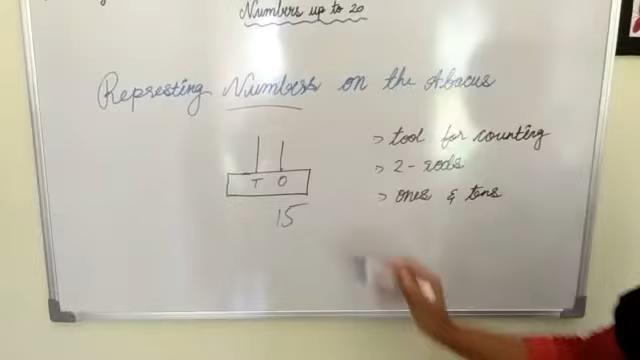 Numbers up to 20
Represting Numbers on the Abacus
T O
15
> tool for counting
> 2 - rods
> ones & tens